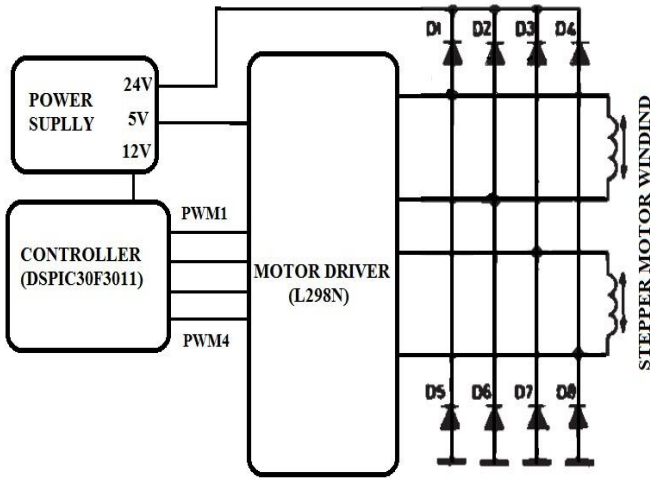 D1 D2 D3 D4
24V
POWER
SUPLLY
5V
12V
PWM1
CONTROLLER
(DSPIC30F3011)
MOTOR DRIVER
(L298N)
PWM4
D5 D6 D7 D8
STEPPER MOTOR WINDIND